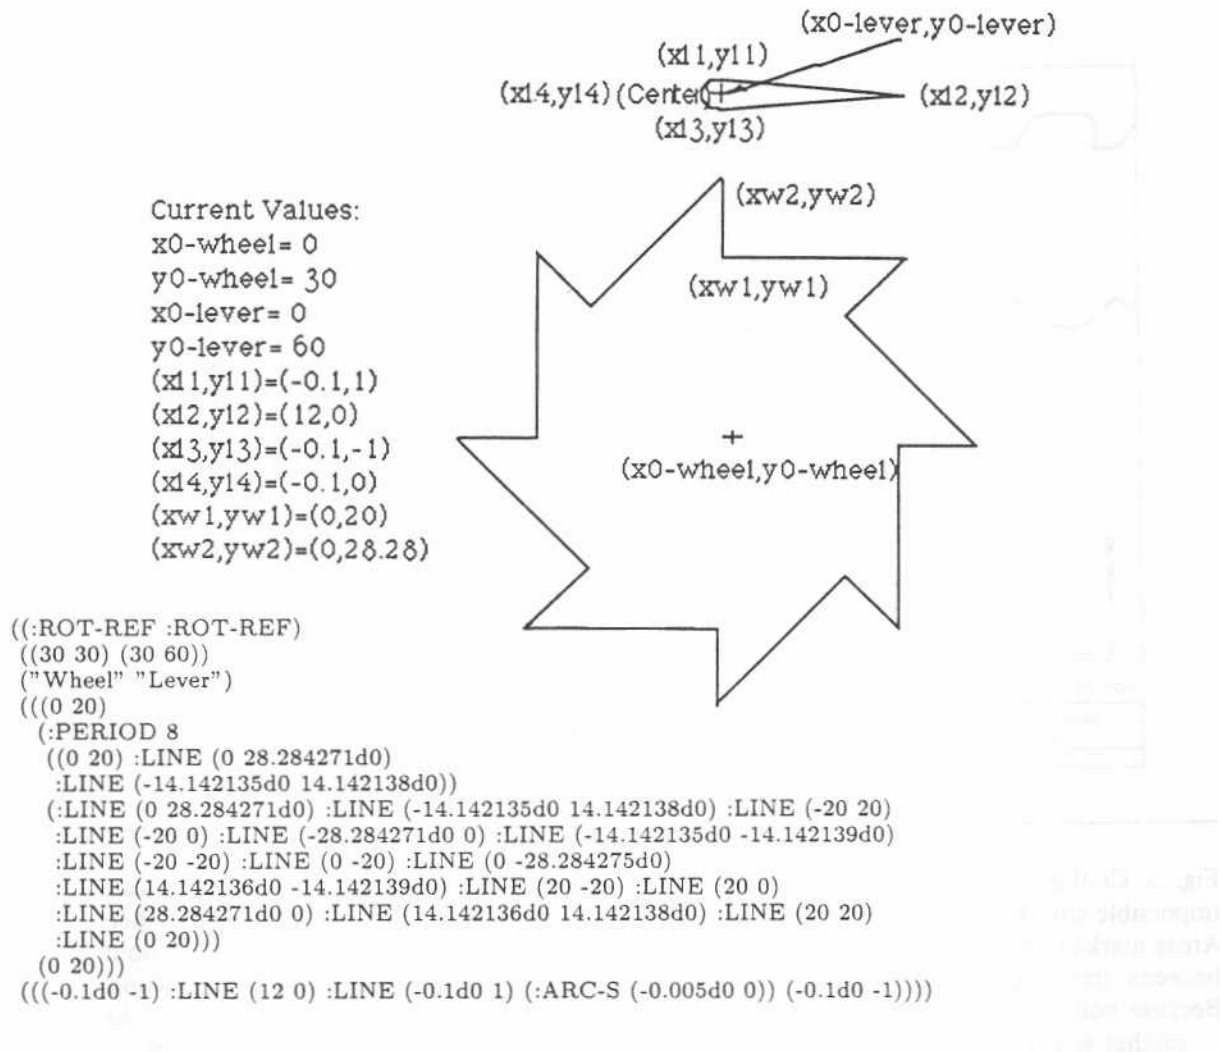 (x0-lever,y0-lever)
(x11,y11)
(x14,y14) (Center)
(x12,y12)
(x13,y13)
(xw2,yw2)
(xw1,yw1)
(x0-wheel,y0-wheel)
Current Values:
x0-wheel= 0
y0-wheel= 30
x0-lever= 0
y0-lever= 60
(x11,y11)=(-0.1,1)
(x12,y12)=(12,0)
(x13,y13)=(-0.1,-1)
(x14,y14)=(-0.1,0)
(xw1,yw1)=(0,20)
(xw2,yw2)=(0,28.28)
((:ROT-REF :ROT-REF)
((30 30) (30 60))
("Wheel" "Lever")
(((0 20)
(:PERIOD 8
((0 20) :LINE (0 28.284271d0)
:LINE (-14.142135d0 14.142138d0))
(:LINE (0 28.284271d0) :LINE (-14.142135d0 14.142138d0) :LINE (-20 20)
:LINE (-20 0) :LINE (-28.284271d0 0) :LINE (-14.142135d0 -14.142139d0)
:LINE (-20 -20) :LINE (0 -20) :LINE (0 -28.284275d0)
:LINE (14.142136d0 -14.142139d0) :LINE (20 -20) :LINE (20 0)
:LINE (28.284271d0 0) :LINE (14.142136d0 14.142138d0) :LINE (20 20)
:LINE (0 20)))
(0 20)))
(((-0.1d0 -1) :LINE (12 0) :LINE (-0.1d0 1) (:ARC-S (-0.005d0 0)) (-0.1d0 -1))))